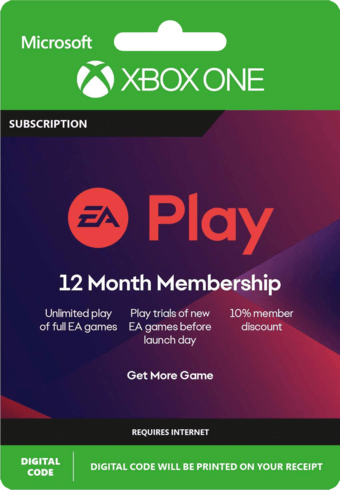 Microsoft
XBOX ONE
SUBSCRIPTION
EA Play
12 Month Membership
Unlimited play
of full EA games
Play trials of new
EA games before
launch day
10% member
discount
Get More Game
REQUIRES INTERNET
DIGITAL
CODE
DIGITAL CODE WILL BE PRINTED ON YOUR RECEIPT